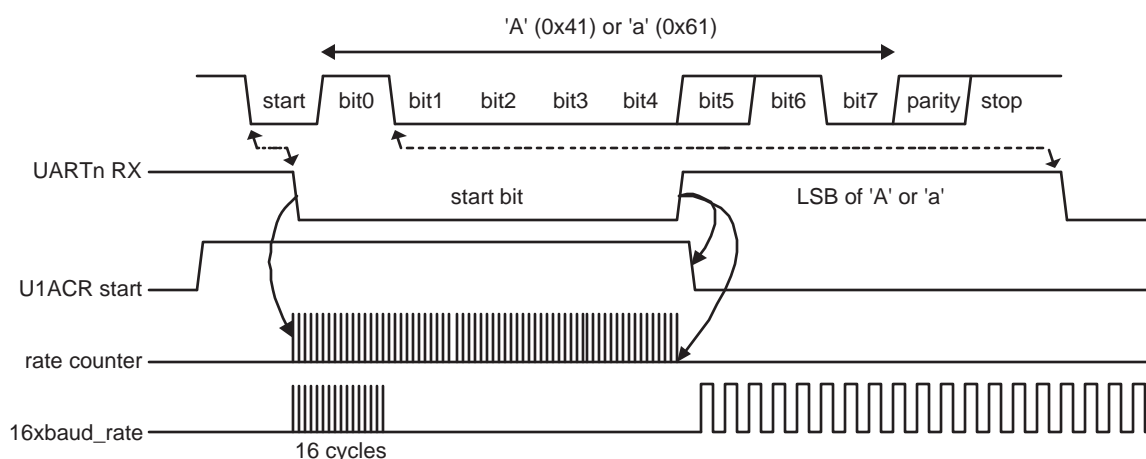 'A' (0x41) or 'a' (0x61)
start bit0 bit1 bit2 bit3 bit4 bit5 bit6 bit7 parity stop
UARTn RX
start bit
LSB of 'A' or 'a'
U1ACR start
rate counter
16xbaud_rate
16 cycles